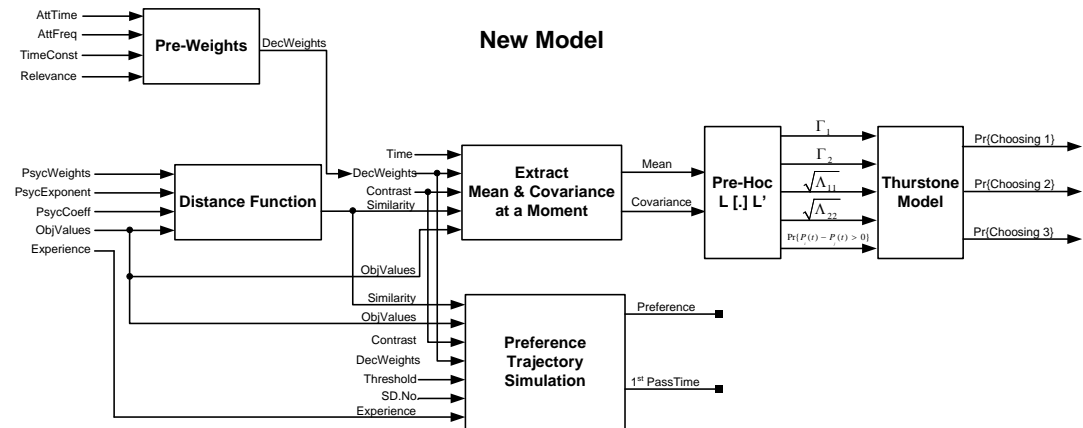 New Model
AttTime
AttFreq
TimeConst
Relevance
Pre-Weights
DecWeights
PsycWeights
PsycExponent
PsycCoeff
ObjValues
Experience
Distance Function
Time
DecWeights
Contrast
Similarity
ObjValues
Extract
Mean & Covariance
at a Moment
Mean
Covariance
Pre-Hoc
L [.] L’
Γ₁
Γ₂
√Λ₁₁
√Λ₂₂
Pr{P(t) − P(t) > 0}
Thurstone
Model
Pr{Choosing 1}
Pr{Choosing 2}
Pr{Choosing 3}
Similarity
ObjValues
Contrast
DecWeights
Threshold
SD.No.
Experience
Preference
Trajectory
Simulation
Preference
1st PassTime